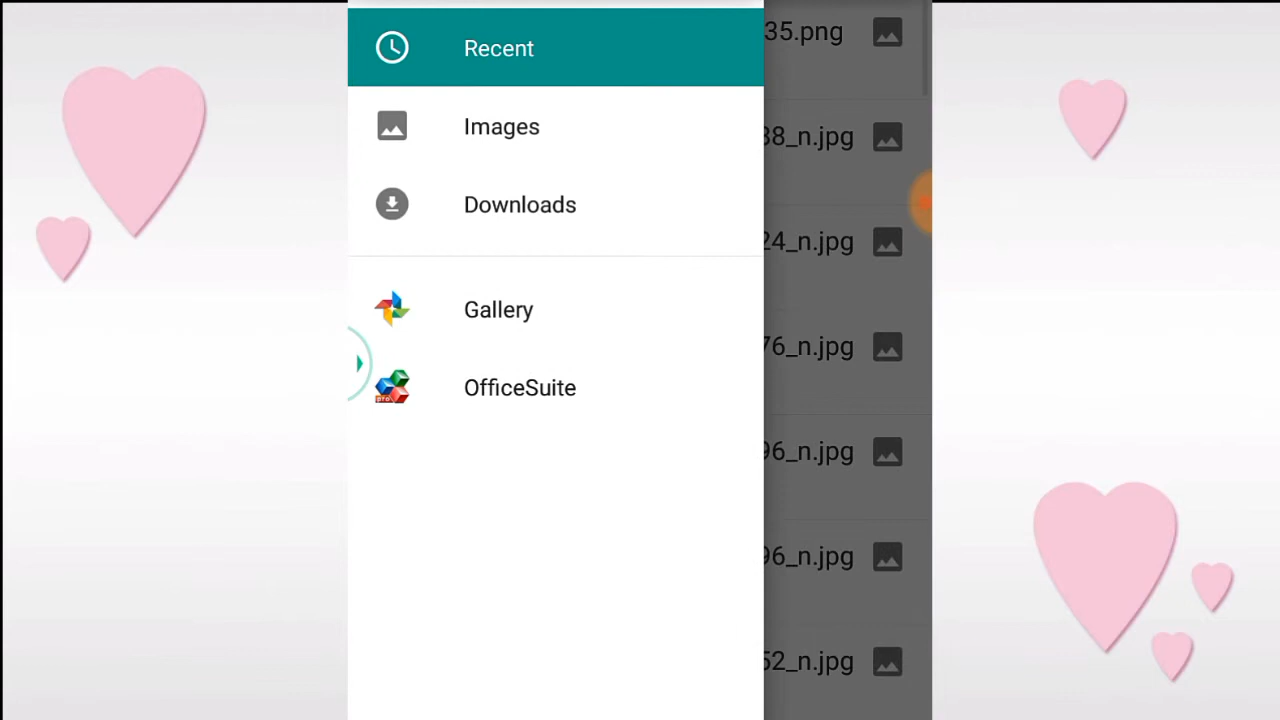 Recent
Images
Downloads
Gallery
OfficeSuite
pro
35.png
38_n.jpg
24_n.jpg
76_n.jpg
96_n.jpg
96_n.jpg
52_n.jpg